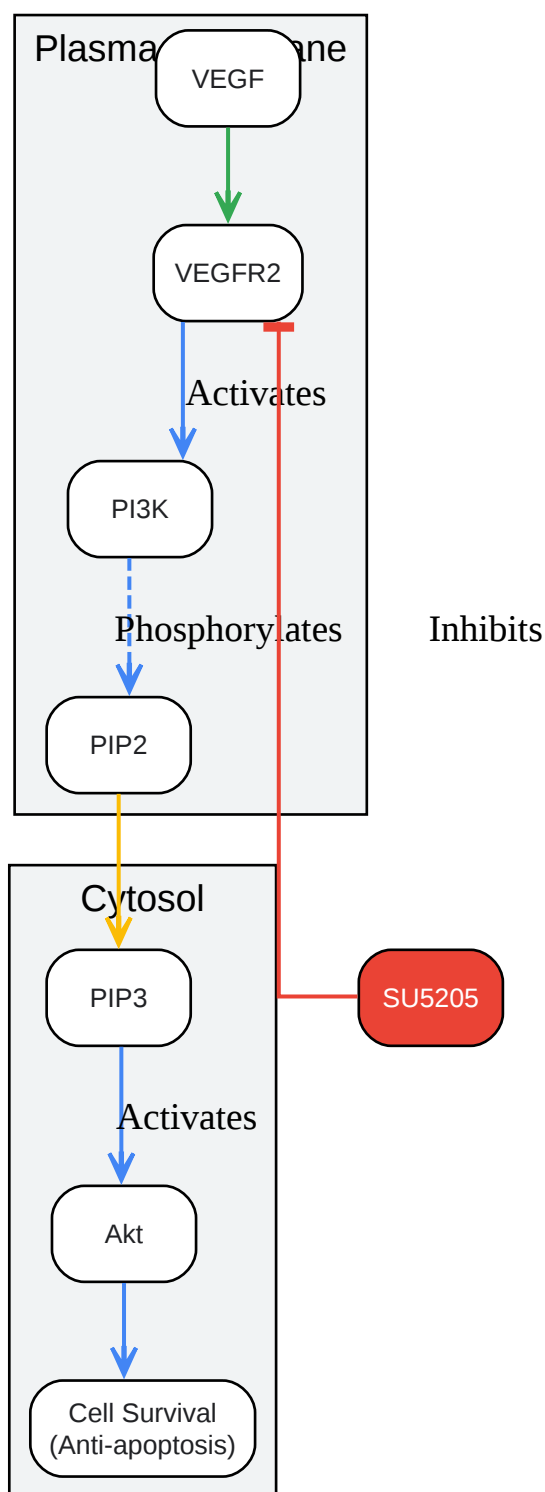 Plasma
ane
VEGF
VEGFR2
Activates
PI3K
Phosphorylates
Inhibits
PIP2
Cytosol
PIP3
SU5205
Activates
Akt
Cell Survival
(Anti-apoptosis)